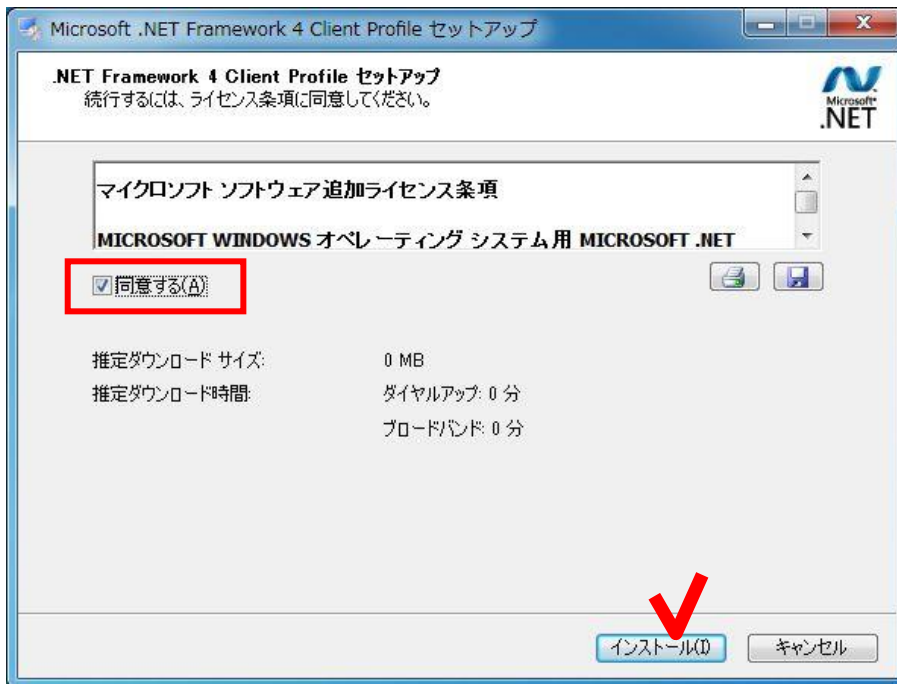 Microsoft .NET Framework 4 Client Profile セットアップ
.NET Framework 4 Client Profile セットアップ
続行するには、ライセンス条項に同意してください。
Microsoft
.NET
マイクロソフト ソフトウェア追加ライセンス条項
MICROSOFT WINDOWS オペレーティング システム用 MICROSOFT .NET
同意する(A)
推定ダウンロード サイズ: 0 MB
推定ダウンロード時間: ダイヤルアップ: 0 分
ブロードバンド: 0 分
インストール(I) キャンセル